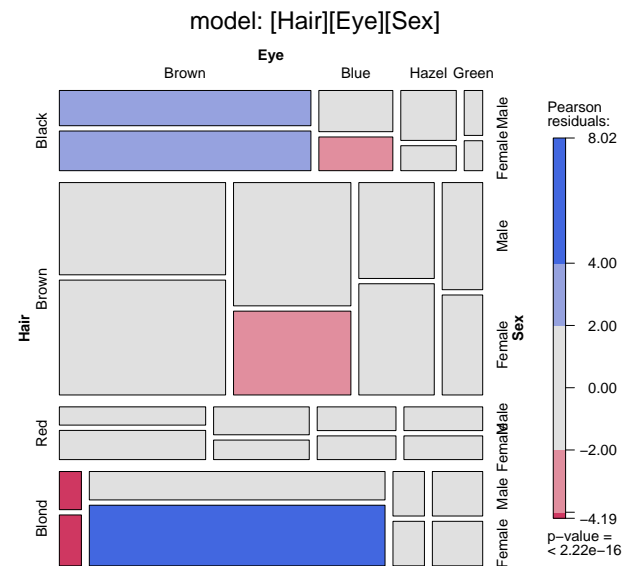 model: [Hair][Eye][Sex]
Eye
Brown Blue Hazel Green
Hair
Black
Brown
Red
Blond
Male
Female
Male
Female
Male
Female
Male
Female
Sex
Pearson
residuals:
8.02
4.00
2.00
0.00
−2.00
−4.19
p−value =
< 2.22e−16